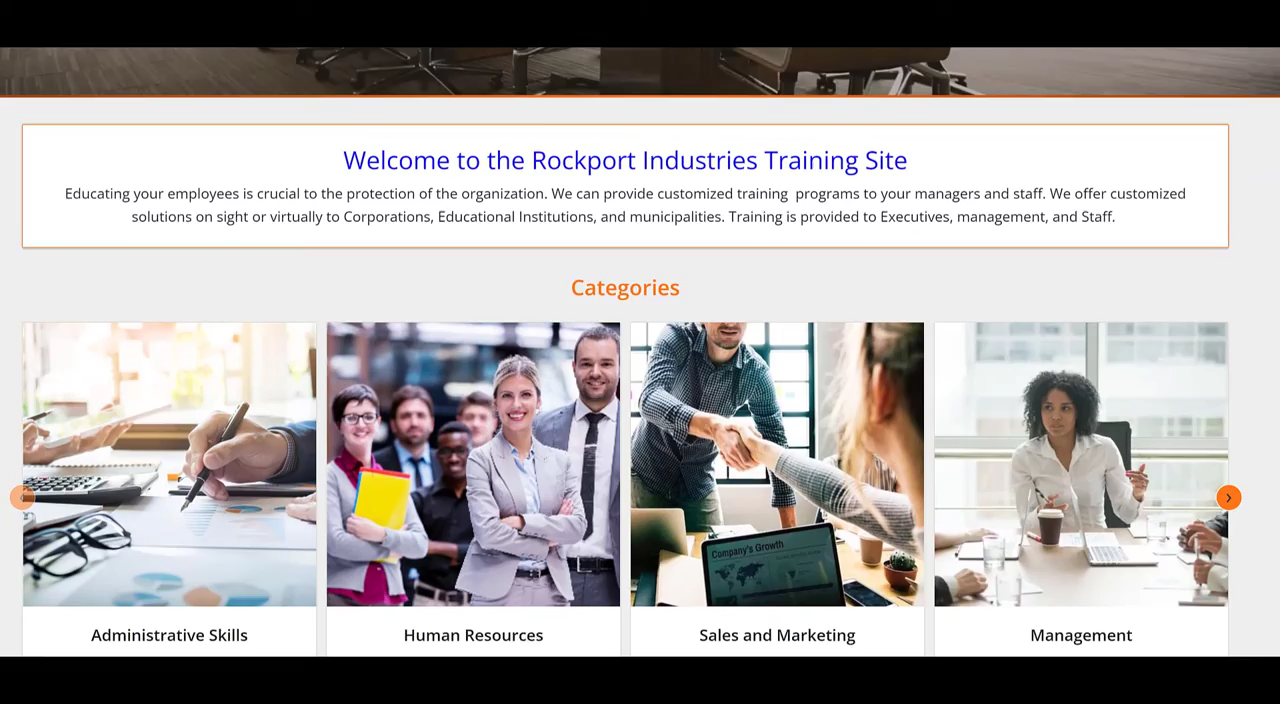 Welcome to the Rockport Industries Training Site
Educating your employees is crucial to the protection of the organization. We can provide customized training programs to your managers and staff. We offer customized
solutions on sight or virtually to Corporations, Educational Institutions, and municipalities. Training is provided to Executives, management, and Staff.
Categories
Company's Growth
Administrative Skills
Human Resources
Sales and Marketing
Management